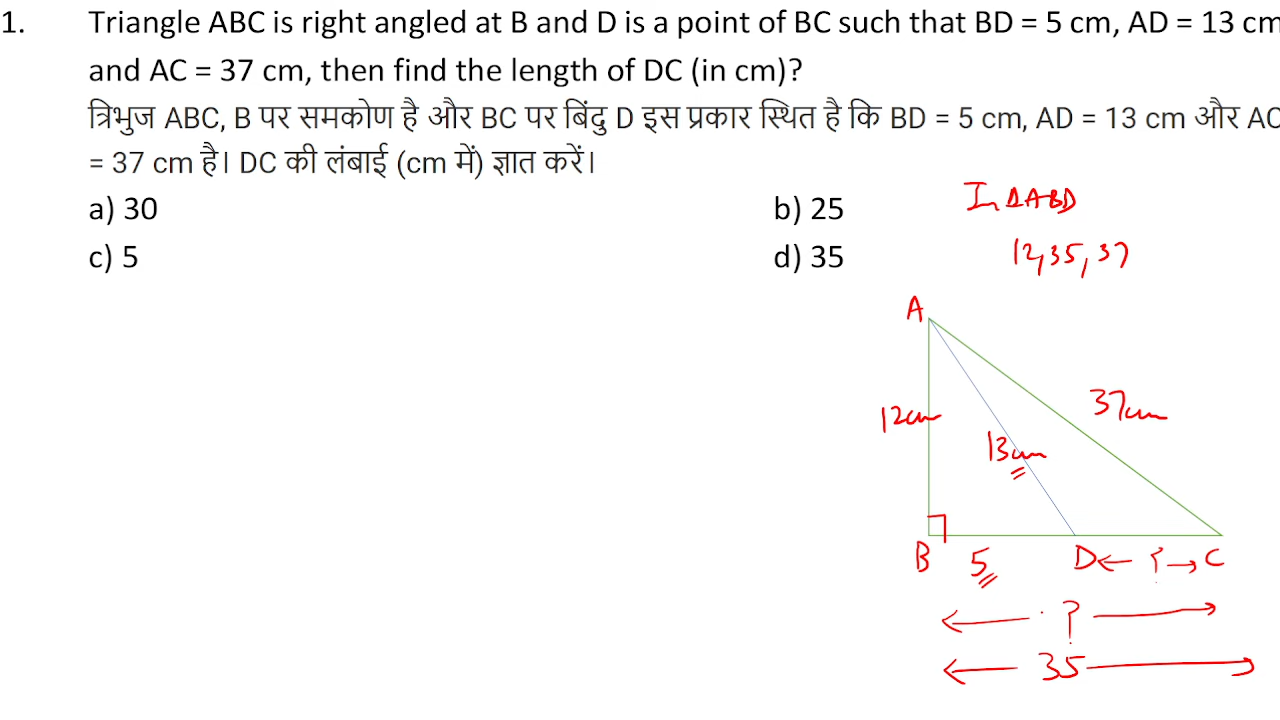 1. Triangle ABC is right angled at B and D is a point of BC such that BD = 5 cm, AD = 13 cm
and AC = 37 cm, then find the length of DC (in cm)?
त्रिभुज ABC, B पर समकोण है और BC पर बिंदु D इस प्रकार स्थित है कि BD = 5 cm, AD = 13 cm और AC
= 37 cm है। DC की लंबाई (cm में) ज्ञात करें।
a) 30 b) 25
In ΔABD
c) 5 d) 35
12,35,37
A
37cm
12cm
13cm
B 5 D ← ? → C
← ? →
← 35 →